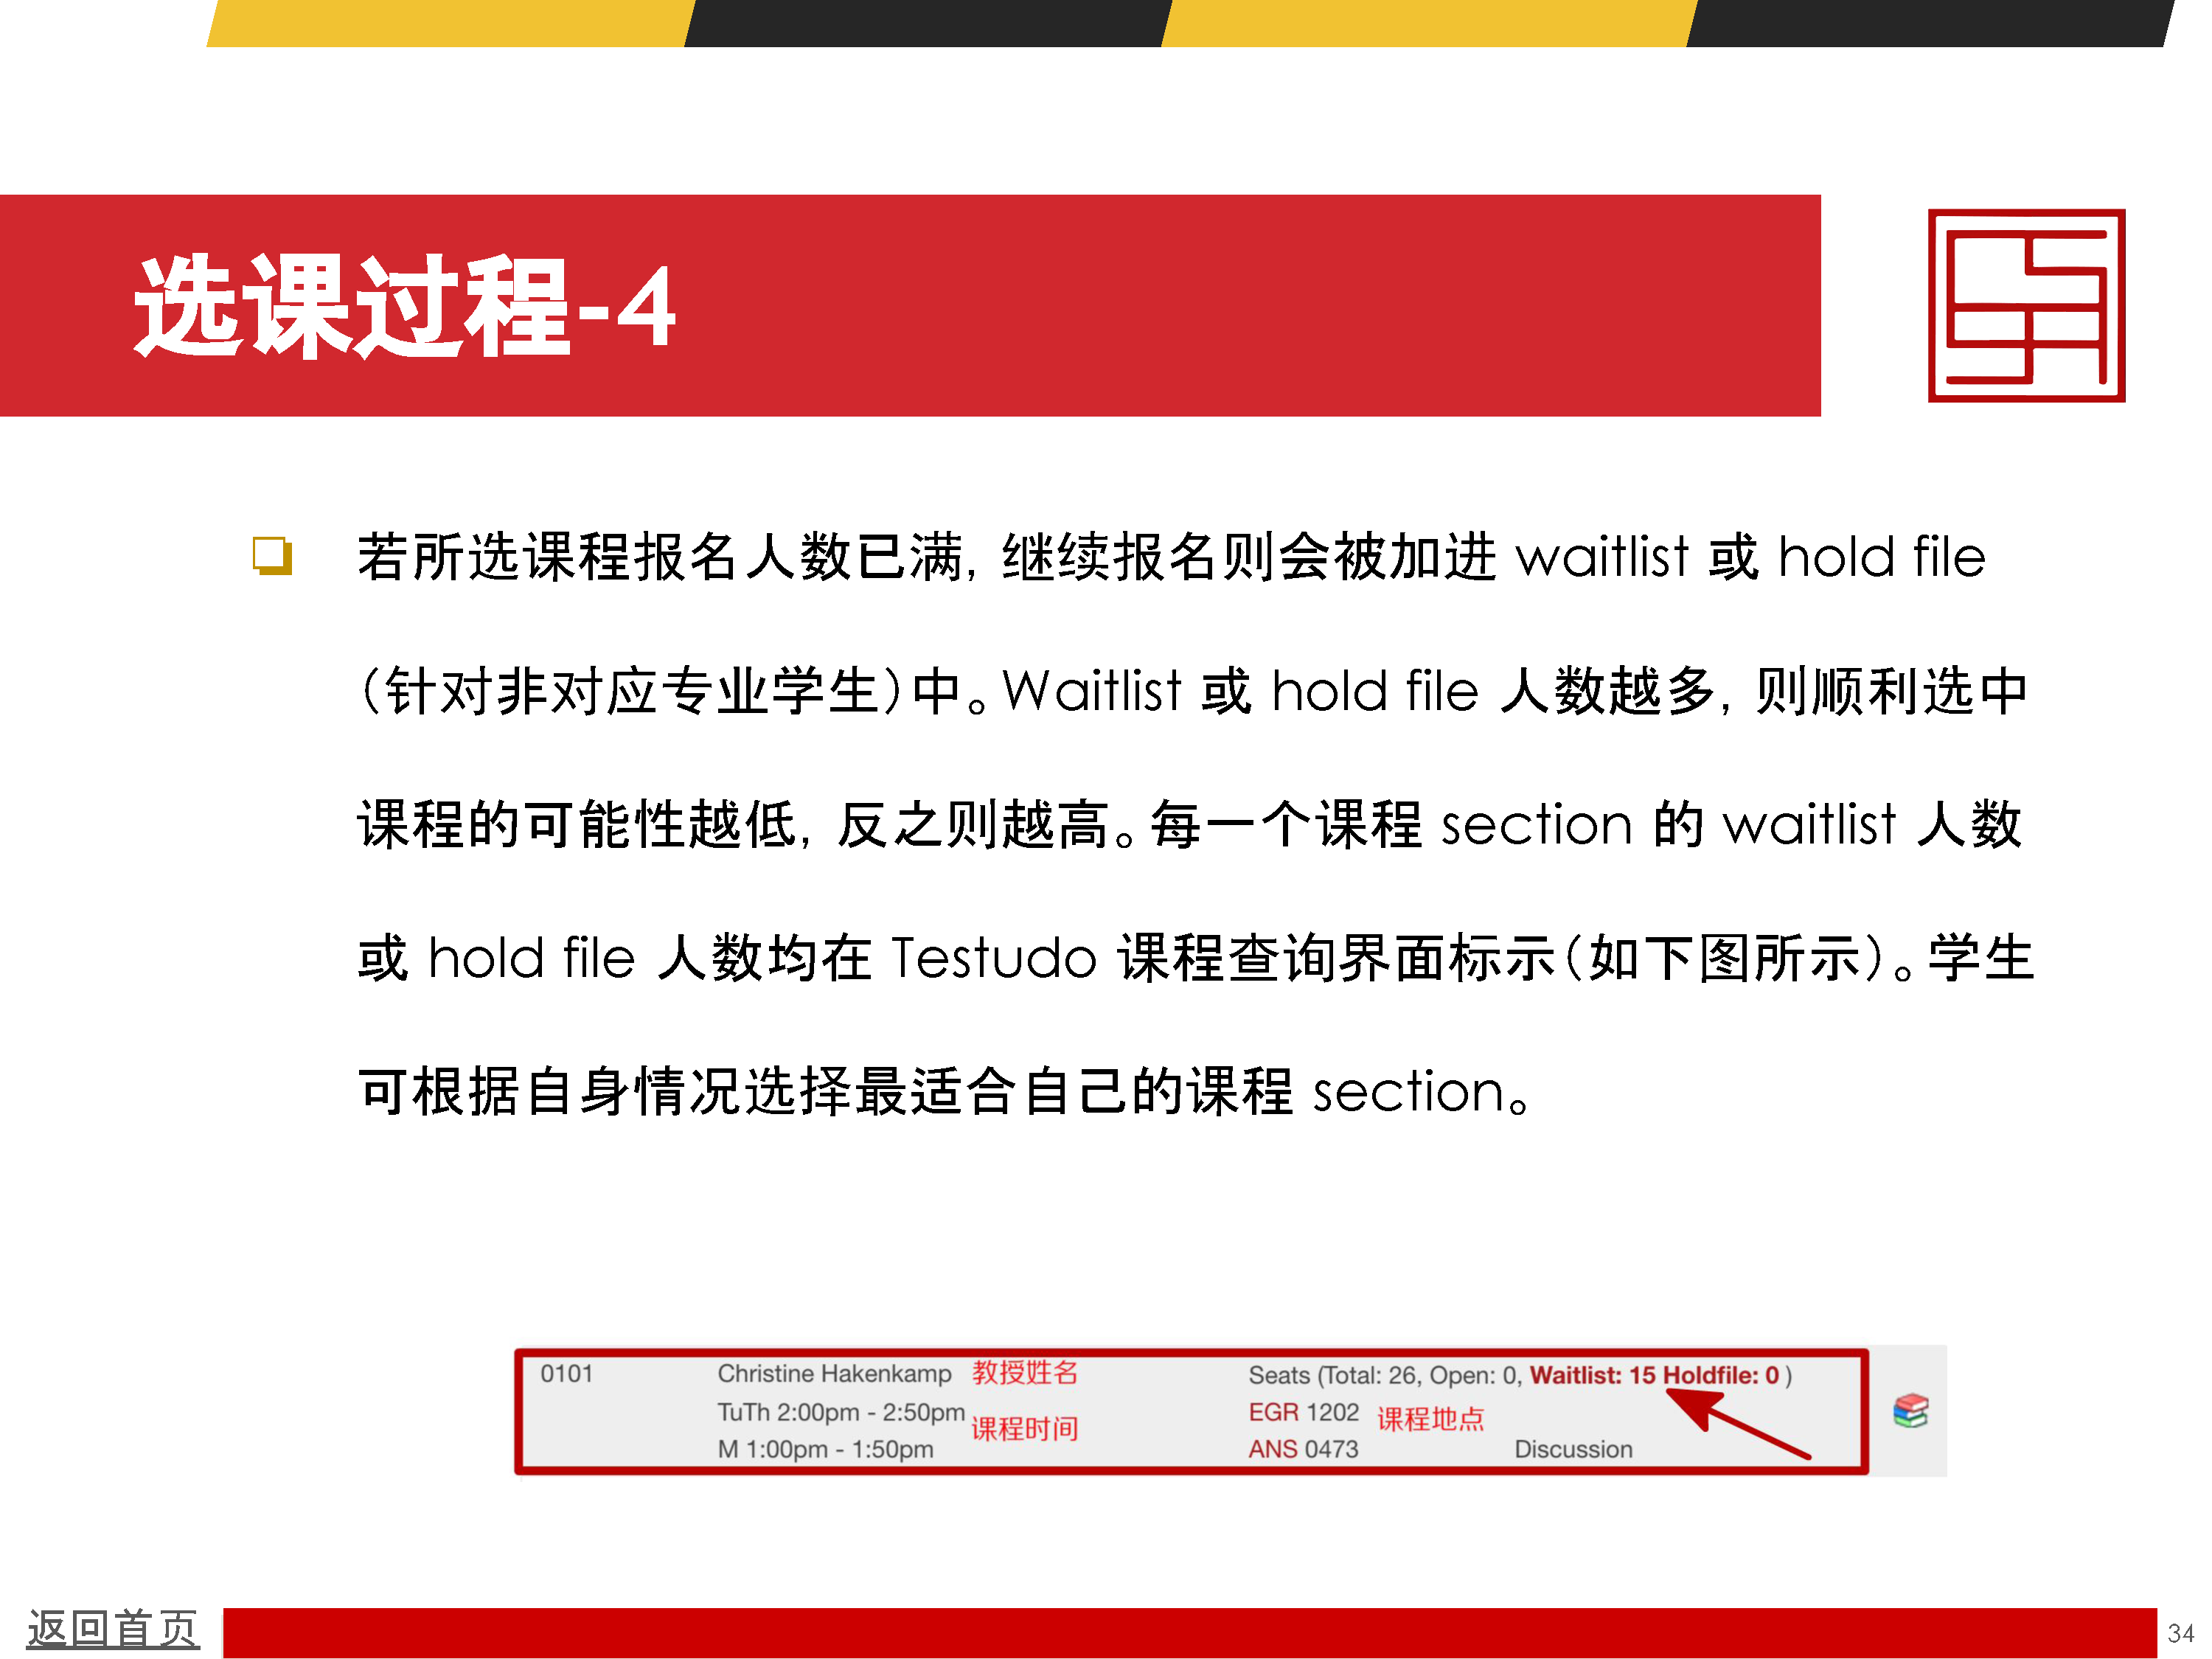 选课过程-4
若所选课程报名人数已满，继续报名则会被加进 waitlist 或 hold file
（针对非对应专业学生）中。Waitlist 或 hold file 人数越多，则顺利选中
课程的可能性越低，反之则越高。每一个课程 section 的 waitlist 人数
或 hold file 人数均在 Testudo 课程查询界面标示（如下图所示）。学生
可根据自身情况选择最适合自己的课程 section。
0101 Christine Hakenkamp 教授姓名 Seats (Total: 26, Open: 0, Waitlist: 15 Holdfile: 0 )
TuTh 2:00pm - 2:50pm 课程时间 EGR 1202 课程地点
M 1:00pm - 1:50pm ANS 0473 Discussion
返回首页 34